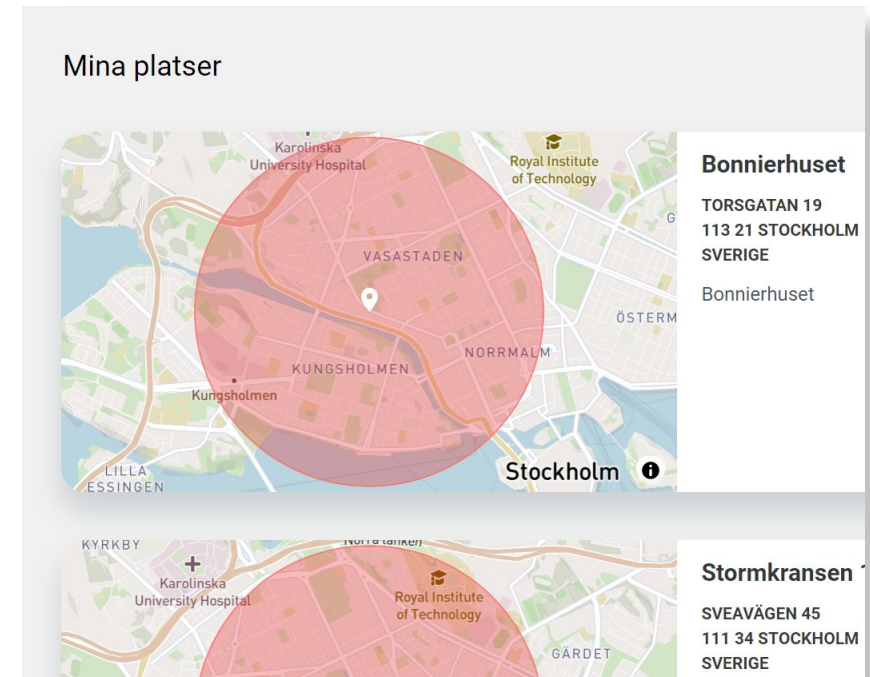 Mina platser
Karolinska
University Hospital
Royal Institute
of Technology
VASASTADEN
ÖSTERM
NORRMALM
KUNGSHOLMEN
Kungsholmen
LILLA
ESSINGEN
Stockholm
Bonnierhuset
TORSGATAN 19
113 21 STOCKHOLM
SVERIGE
Bonnierhuset
KYRKBY
Norra länken
Karolinska
University Hospital
Royal Institute
of Technology
GÄRDET
Stormkransen
SVEAVÄGEN 45
111 34 STOCKHOLM
SVERIGE